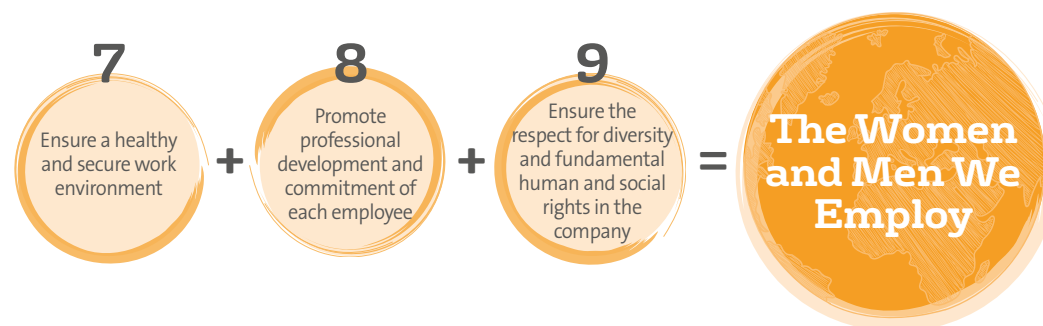 7
Ensure a healthy
and secure work
environment
+
8
Promote
professional
development and
commitment of
each employee
+
9
Ensure the
respect for diversity
and fundamental
human and social
rights in the
company
=
The Women
and Men We
Employ